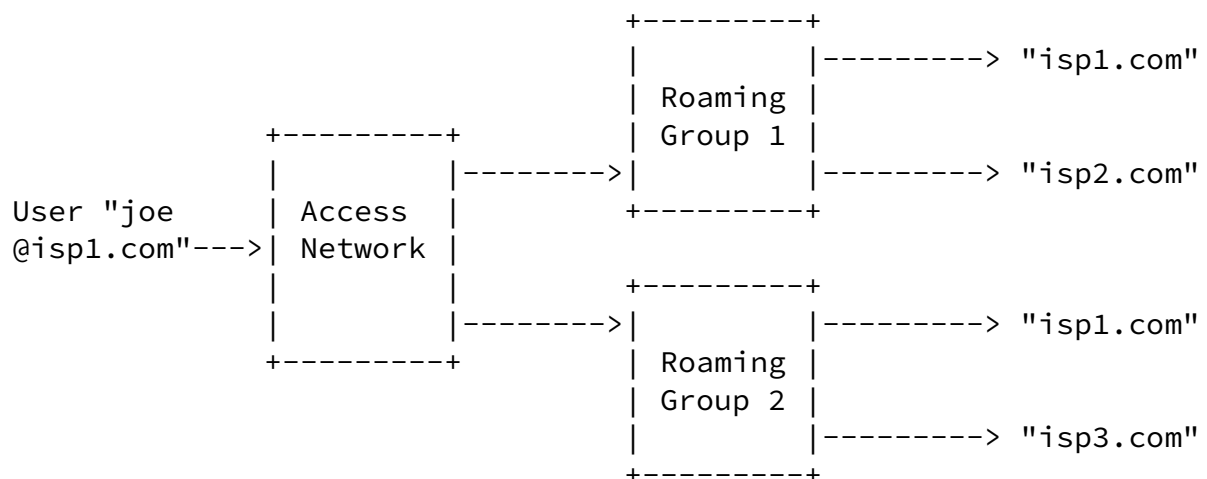 +---------+
|         |---------> "isp1.com"
| Roaming |
+---------+         | Group 1 |
|         |-------->|         |---------> "isp2.com"
User "joe    | Access  |         +---------+
@isp1.com"--->| Network |
|         |         +---------+
|         |-------->|         |---------> "isp1.com"
+---------+         | Roaming |
| Group 2 |
|         |---------> "isp3.com"
+---------+